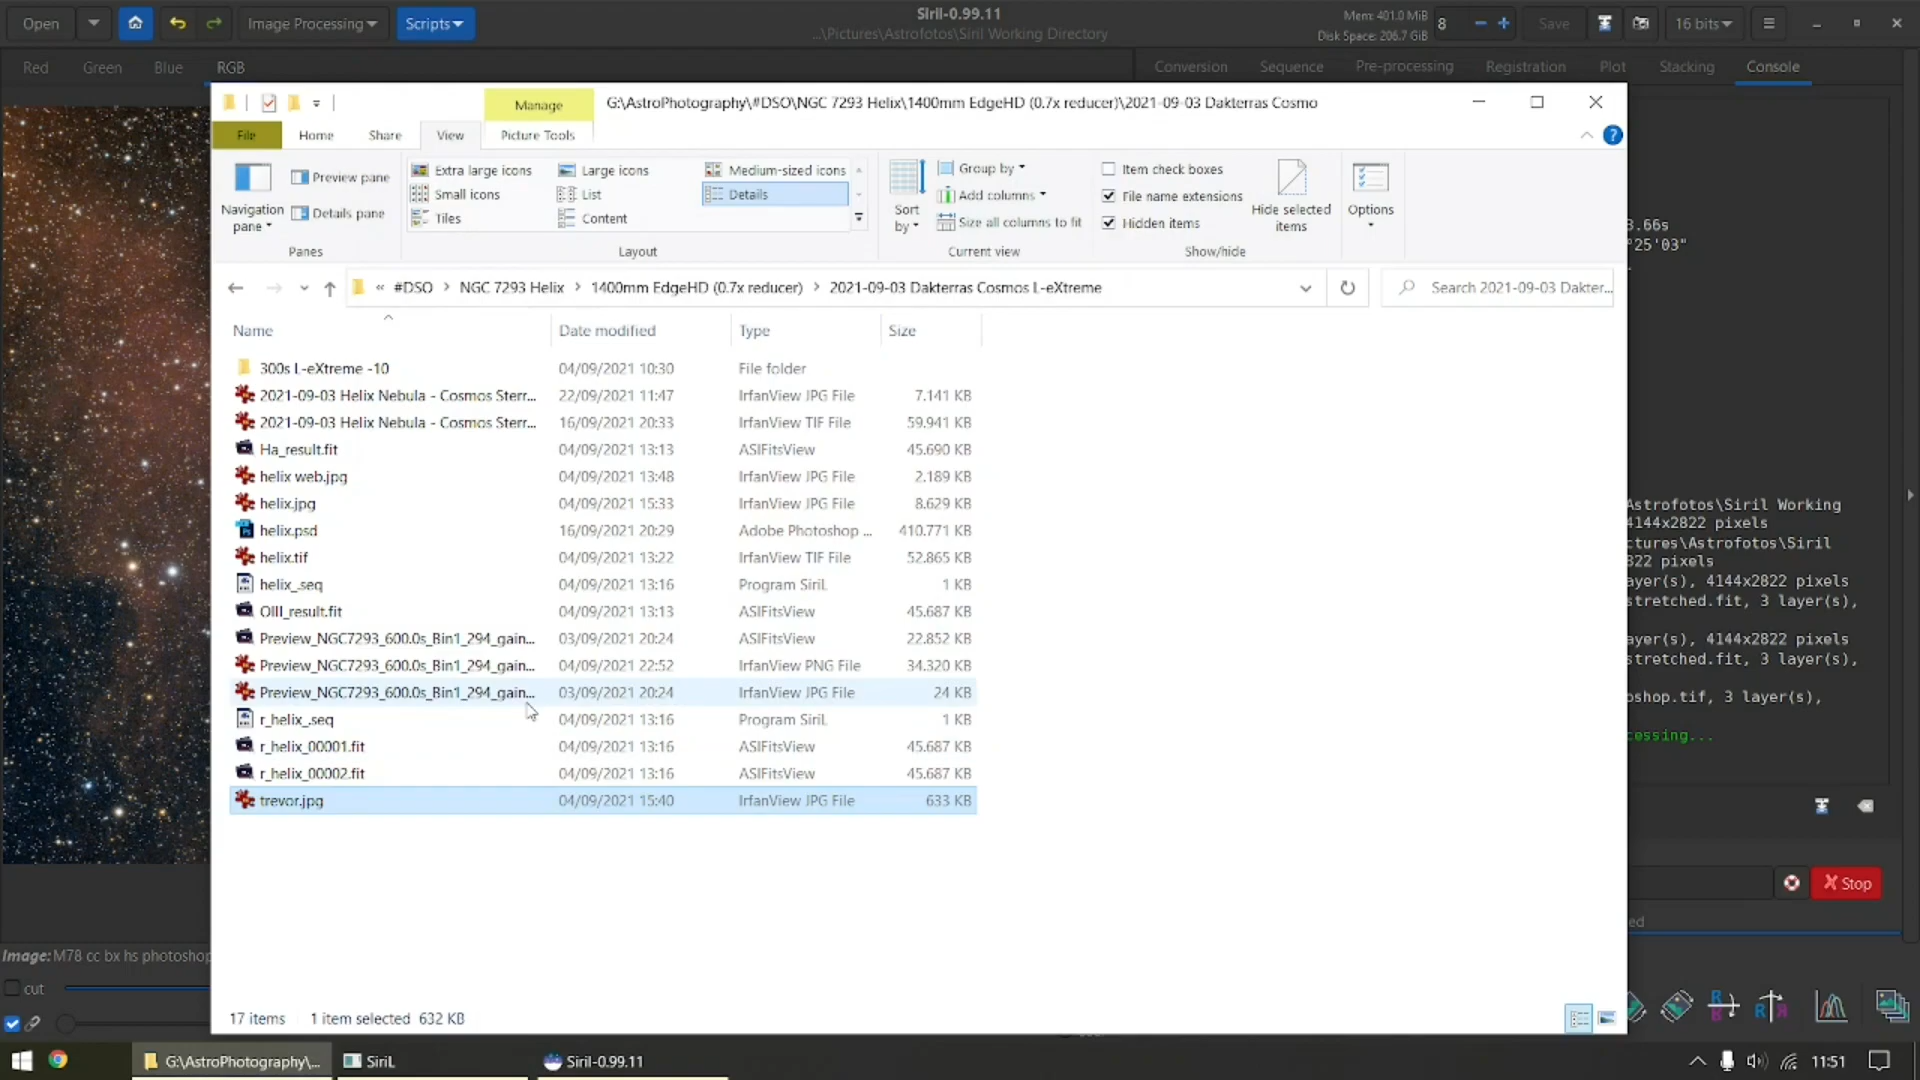 Open
Image Processing
Scripts
Siril-0.99.11
...\Pictures\Astrofotos\Siril Working Directory
Mem: 401.0 MiB
Disk Space: 206.7 GiB
8
Save
16 bits
Red
Green
Blue
RGB
Conversion
Sequence
Pre-processing
Registration
Plot
Stacking
Console
Manage
G:\AstroPhotography\#DSO\NGC 7293 Helix\1400mm EdgeHD (0.7x reducer)\2021-09-03 Dakterras Cosmo
File
Home
Share
View
Picture Tools
Navigation pane
Preview pane
Details pane
Panes
Extra large icons
Large icons
Medium-sized icons
Small icons
List
Details
Tiles
Content
Layout
Sort by
Group by
Add columns
Size all columns to fit
Current view
Item check boxes
File name extensions
Hidden items
Hide selected items
Show/hide
Options
« #DSO › NGC 7293 Helix › 1400mm EdgeHD (0.7x reducer) › 2021-09-03 Dakterras Cosmos L-eXtreme
Search 2021-09-03 Dakter...
Name Date modified Type Size
300s L-eXtreme -10 04/09/2021 10:30 File folder
2021-09-03 Helix Nebula - Cosmos Sterr... 22/09/2021 11:47 IrfanView JPG File 7.141 KB
2021-09-03 Helix Nebula - Cosmos Sterr... 16/09/2021 20:33 IrfanView TIF File 59.941 KB
Ha_result.fit 04/09/2021 13:13 ASIFitsView 45.690 KB
helix web.jpg 04/09/2021 13:48 IrfanView JPG File 2.189 KB
helix.jpg 04/09/2021 15:33 IrfanView JPG File 8.629 KB
helix.psd 16/09/2021 20:29 Adobe Photoshop ... 410.771 KB
helix.tif 04/09/2021 13:22 IrfanView TIF File 52.865 KB
helix_.seq 04/09/2021 13:16 Program SiriL 1 KB
OIII_result.fit 04/09/2021 13:13 ASIFitsView 45.687 KB
Preview_NGC7293_600.0s_Bin1_294_gain... 03/09/2021 20:24 ASIFitsView 22.852 KB
Preview_NGC7293_600.0s_Bin1_294_gain... 04/09/2021 22:52 IrfanView PNG File 34.320 KB
Preview_NGC7293_600.0s_Bin1_294_gain... 03/09/2021 20:24 IrfanView JPG File 24 KB
r_helix_.seq 04/09/2021 13:16 Program SiriL 1 KB
r_helix_00001.fit 04/09/2021 13:16 ASIFitsView 45.687 KB
r_helix_00002.fit 04/09/2021 13:16 ASIFitsView 45.687 KB
trevor.jpg 04/09/2021 15:40 IrfanView JPG File 633 KB
3.66s
°25'03"
Astrofotos\Siril Working
4144x2822 pixels
ctures\Astrofotos\Siril
322 pixels
ayer(s), 4144x2822 pixels
stretched.fit, 3 layer(s),
ayer(s), 4144x2822 pixels
stretched.fit, 3 layer(s),
oshop.tif, 3 layer(s),
cessing...
Stop
ed
Image: M78 cc bx hs photoshop
cut
17 items 1 item selected 632 KB
G:\AstroPhotography\...
SiriL
Siril-0.99.11
11:51